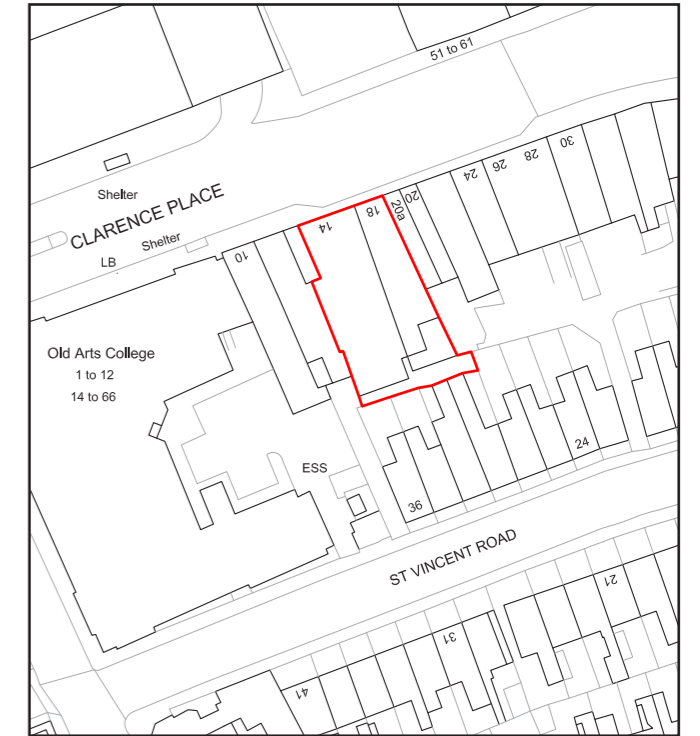 51 to 61
Shelter
CLARENCE PLACE
Shelter
LB
10
14
18
20a
20
24
26
28
30
Old Arts College
1 to 12
14 to 66
ESS
36
24
ST VINCENT ROAD
21
31
41